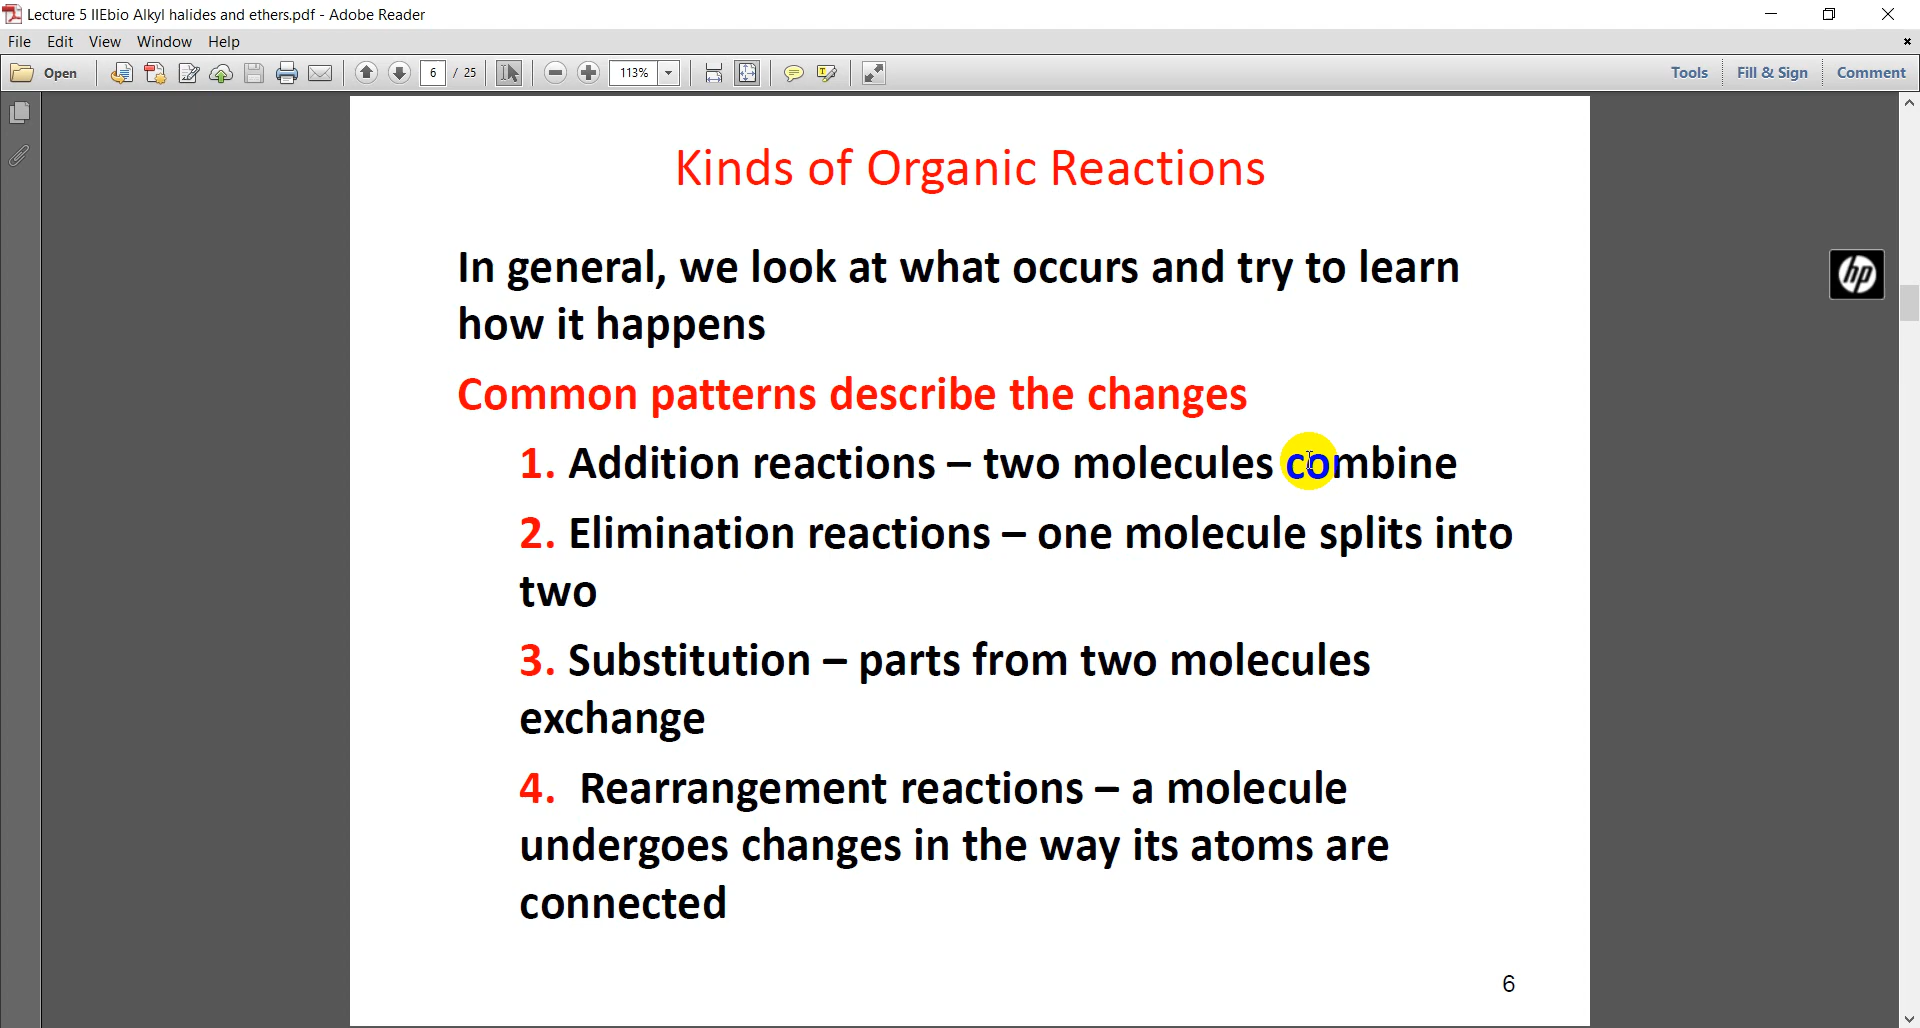 Lecture 5 IIEbio Alkyl halides and ethers.pdf - Adobe Reader
File Edit View Window Help
Open 6 / 25 113% Tools Fill & Sign Comment
Kinds of Organic Reactions
In general, we look at what occurs and try to learn
how it happens
Common patterns describe the changes
1. Addition reactions – two molecules combine
2. Elimination reactions – one molecule splits into
two
3. Substitution – parts from two molecules
exchange
4. Rearrangement reactions – a molecule
undergoes changes in the way its atoms are
connected
6
hp